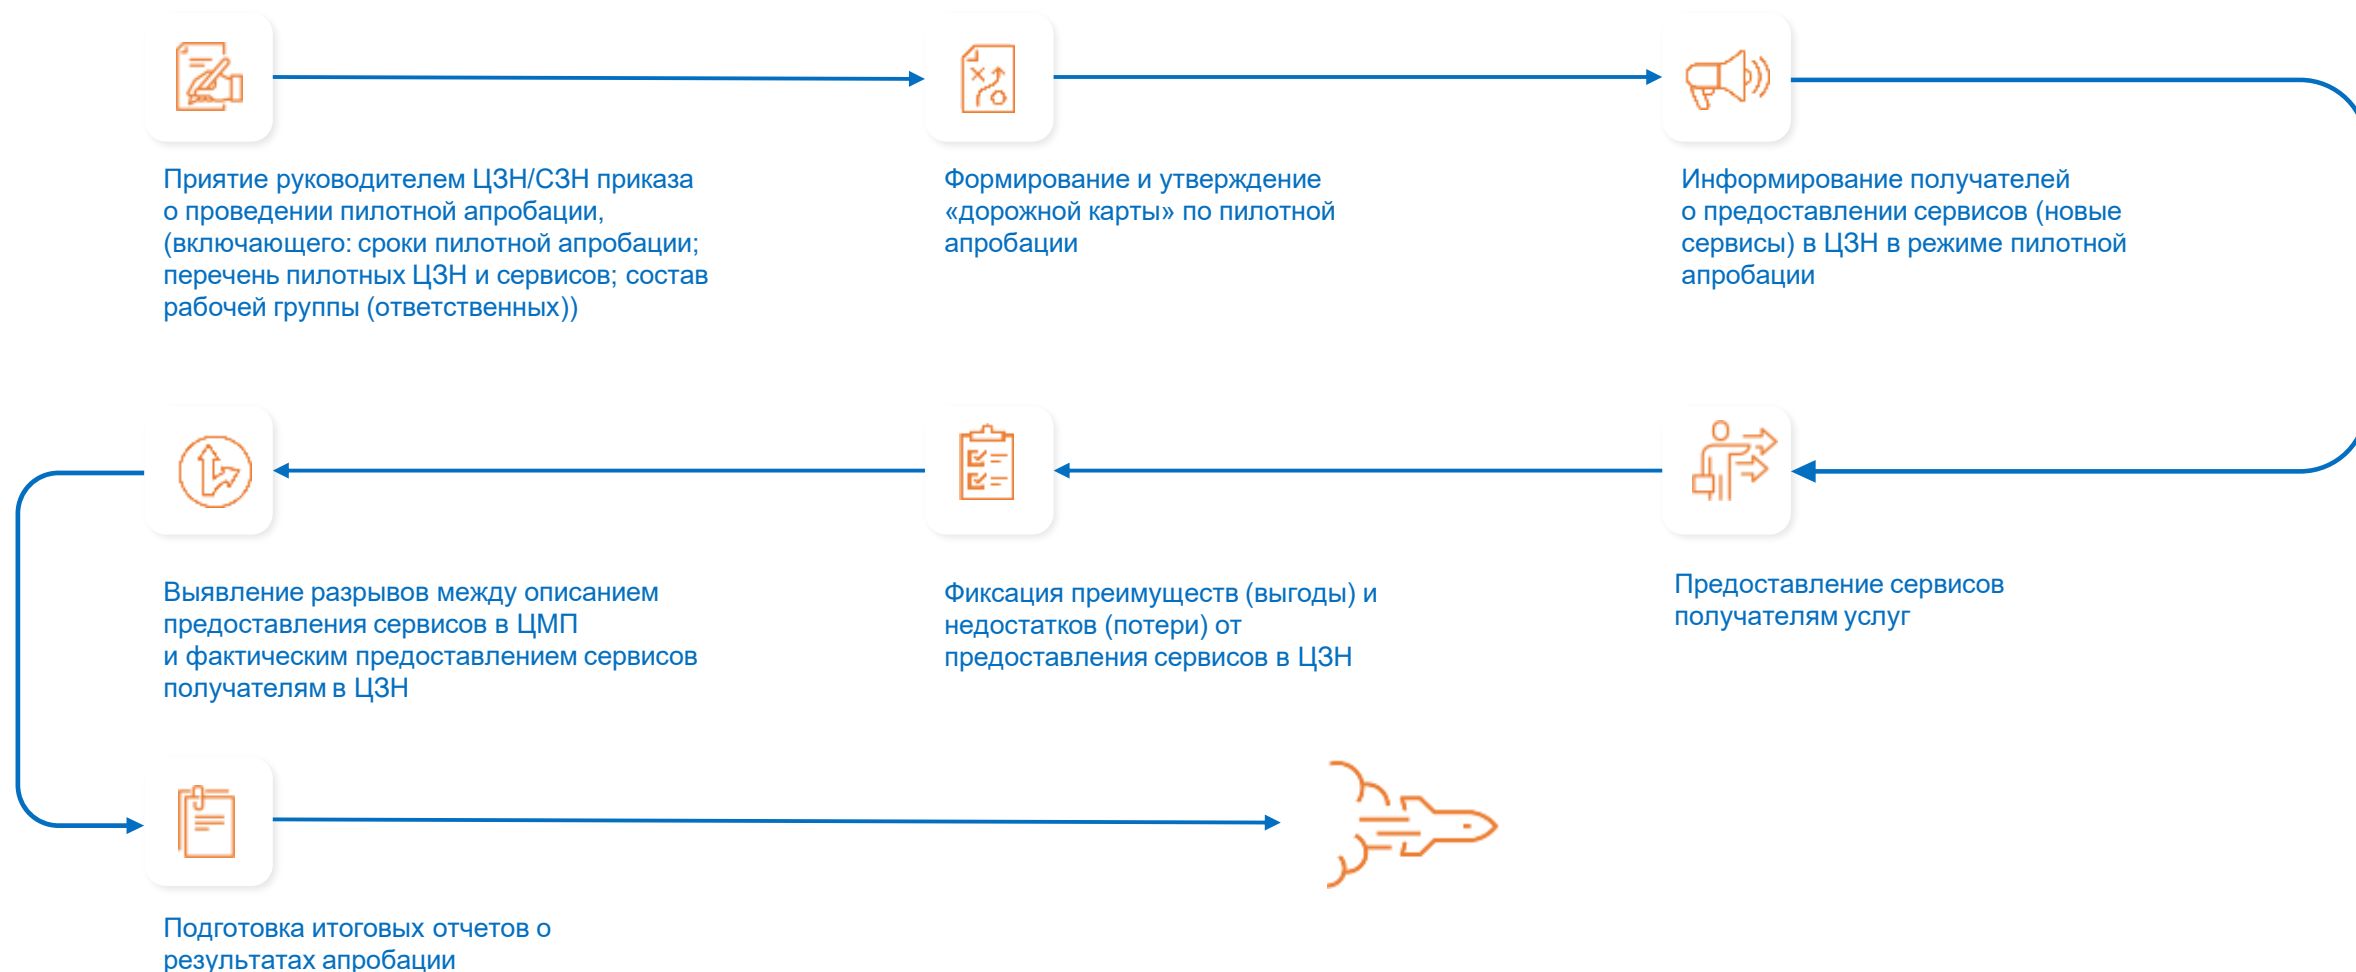 Приятие руководителем ЦЗН/СЗН приказа
о проведении пилотной апробации,
(включающего: сроки пилотной апробации;
перечень пилотных ЦЗН и сервисов; состав
рабочей группы (ответственных))
Формирование и утверждение
«дорожной карты» по пилотной
апробации
Информирование получателей
о предоставлении сервисов (новые
сервисы) в ЦЗН в режиме пилотной
апробации
Предоставление сервисов
получателям услуг
Фиксация преимуществ (выгоды) и
недостатков (потери) от
предоставления сервисов в ЦЗН
Выявление разрывов между описанием
предоставления сервисов в ЦМП
и фактическим предоставлением сервисов
получателям в ЦЗН
Подготовка итоговых отчетов о
результатах апробации